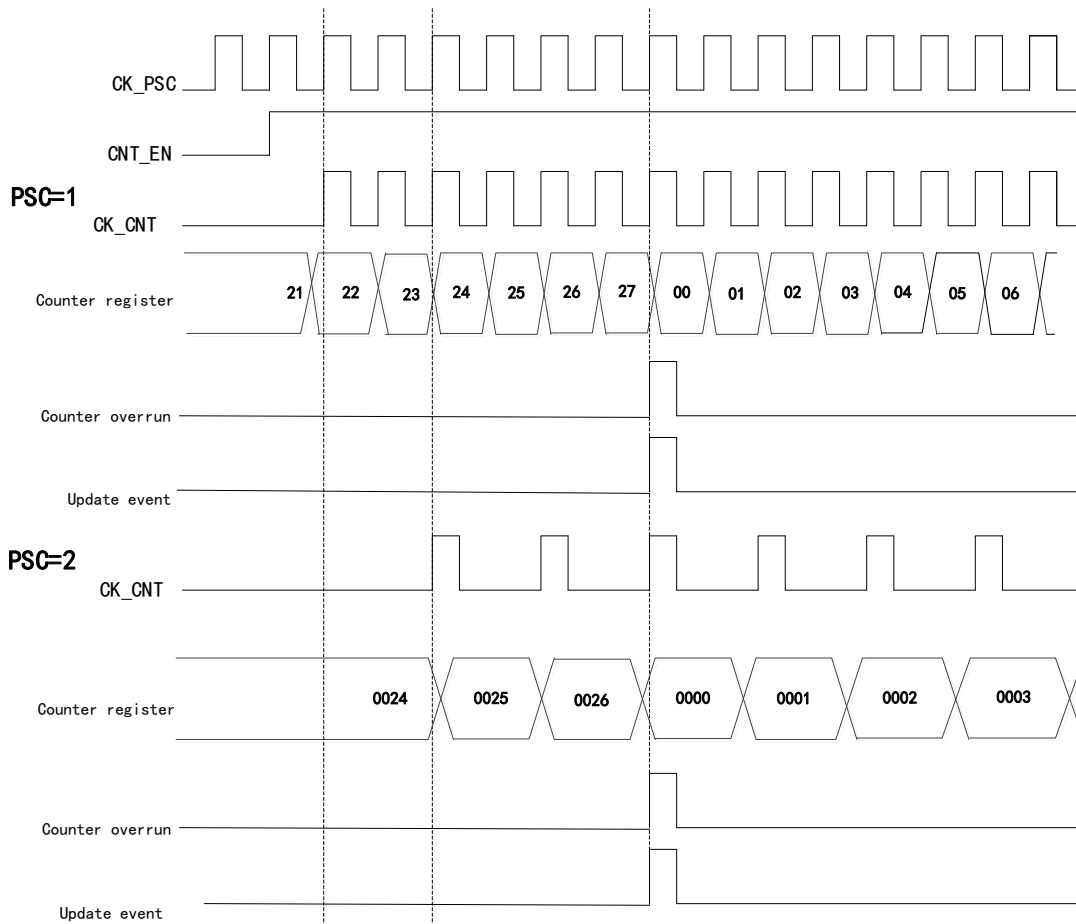 CK_PSC
CNT_EN
PSC=1
CK_CNT
Counter register 21 22 23 24 25 26 27 00 01 02 03 04 05 06
Counter overrun
Update event
PSC=2
CK_CNT
Counter register 0024 0025 0026 0000 0001 0002 0003
Counter overrun
Update event